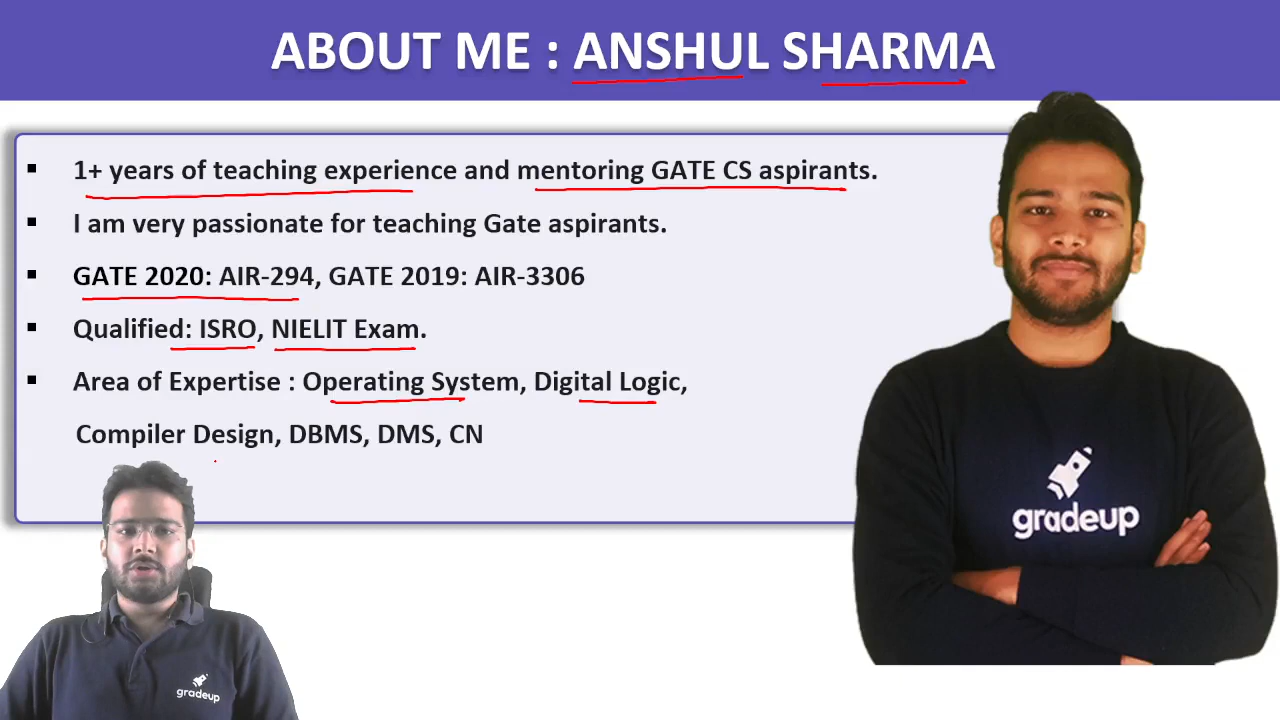 ABOUT ME : ANSHUL SHARMA
▪ 1+ years of teaching experience and mentoring GATE CS aspirants.
▪ I am very passionate for teaching Gate aspirants.
▪ GATE 2020: AIR-294, GATE 2019: AIR-3306
▪ Qualified: ISRO, NIELIT Exam.
▪ Area of Expertise : Operating System, Digital Logic,
Compiler Design, DBMS, DMS, CN
gradeup
gradeup